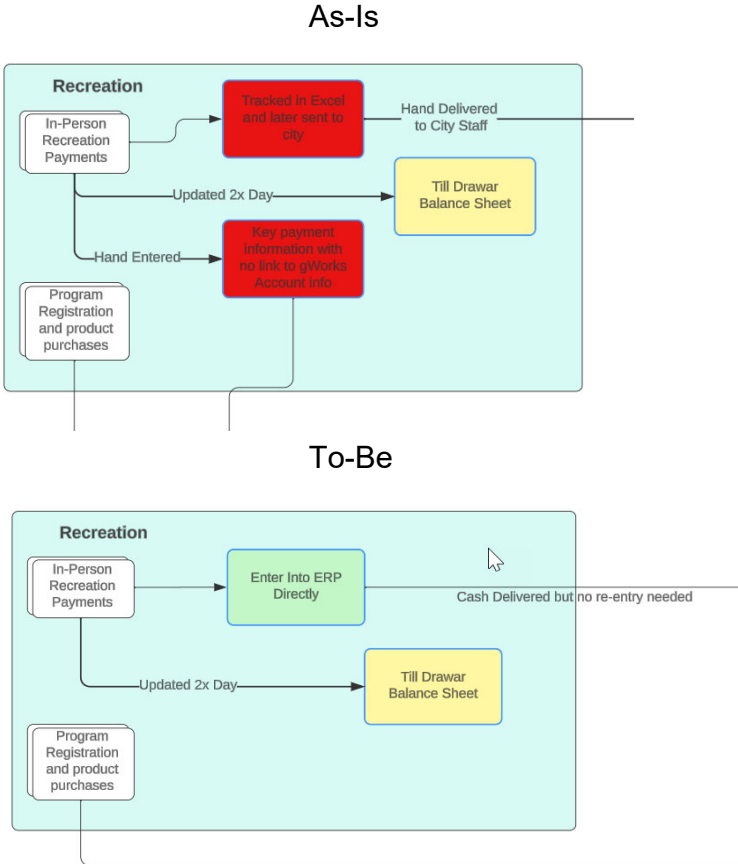 As-Is
Recreation
In-Person
Recreation
Payments
Tracked in Excel
and later sent to
city
Hand Delivered
to City Staff
Updated 2x Day
Till Drawar
Balance Sheet
Hand Entered
Key payment
information with
no link to gWorks
Account info
Program
Registration
and product
purchases
To-Be
Recreation
In-Person
Recreation
Payments
Enter Into ERP
Directly
Cash Delivered but no re-entry needed
Updated 2x Day
Till Drawar
Balance Sheet
Program
Registration
and product
purchases